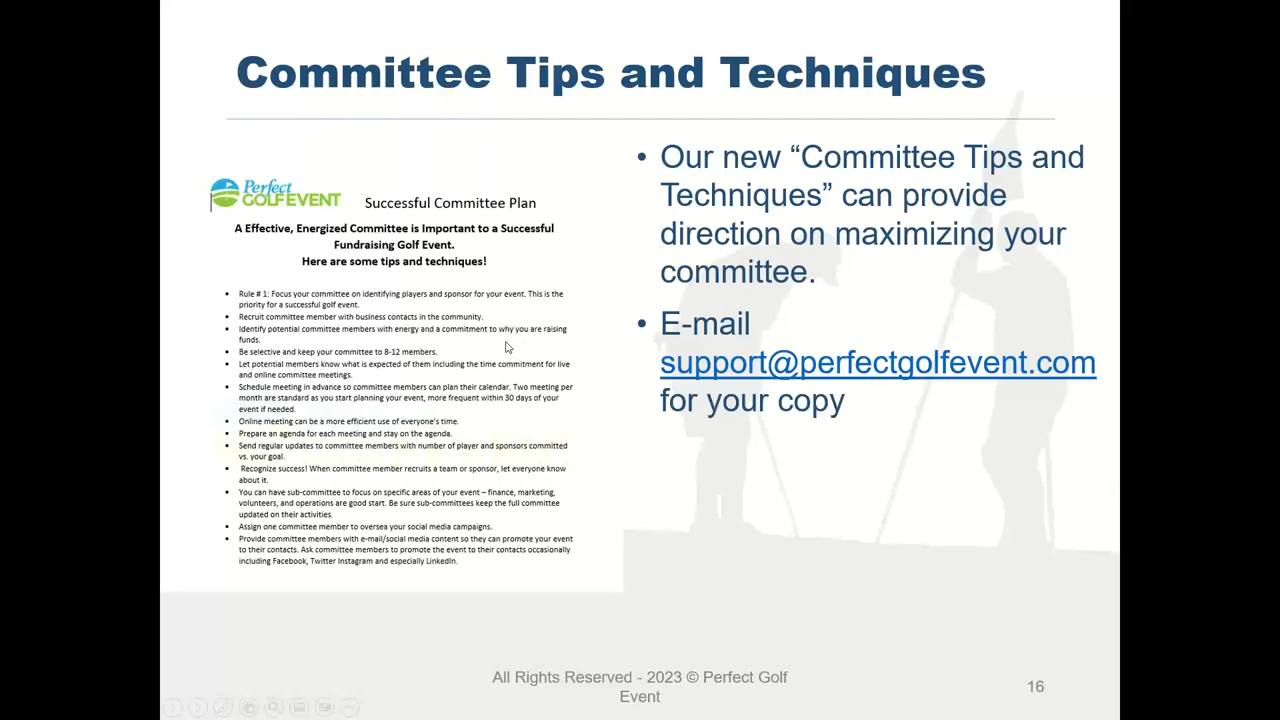 Committee Tips and Techniques
Perfect
GOLFEVENT
Successful Committee Plan
A Effective, Energized Committee is Important to a Successful
Fundraising Golf Event.
Here are some tips and techniques!
• Rule # 1: Focus your committee on identifying players and sponsor for your event. This is the
priority for a successful golf event.
• Recruit committee member with business contacts in the community.
• Identify potential committee members with energy and a commitment to why you are raising
funds.
• Be selective and keep your committee to 8-12 members.
• Let potential members know what is expected of them including the time commitment for live
and online committee meetings.
• Schedule meeting in advance so committee members can plan their calendar. Two meeting per
month are standard as you start planning your event, more frequent within 30 days of your
event if needed.
• Online meeting can be a more efficient use of everyone's time.
• Prepare an agenda for each meeting and stay on the agenda.
• Send regular updates to committee members with number of player and sponsors committed
vs. your goal.
• Recognize success! When committee member recruits a team or sponsor, let everyone know
about it.
• You can have sub-committee to focus on specific areas of your event – finance, marketing,
volunteers, and operations are good start. Be sure sub-committees keep the full committee
updated on their activities.
• Assign one committee member to oversea your social media campaigns.
• Provide committee members with e-mail/social media content so they can promote your event
to their contacts. Ask committee members to promote the event to their contacts occasionally
including Facebook, Twitter Instagram and especially LinkedIn.
• Our new “Committee Tips and
Techniques” can provide
direction on maximizing your
committee.
• E-mail
support@perfectgolfevent.com
for your copy
All Rights Reserved - 2023 © Perfect Golf
Event
16